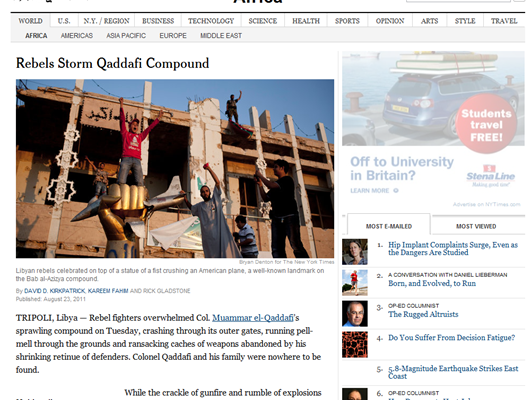 Africa
WORLD U.S. N.Y. / REGION BUSINESS TECHNOLOGY SCIENCE HEALTH SPORTS OPINION ARTS STYLE TRAVEL
AFRICA AMERICAS ASIA PACIFIC EUROPE MIDDLE EAST
Rebels Storm Qaddafi Compound
Bryan Denton for The New York Times
Libyan rebels celebrated on top of a statue of a fist crushing an American plane, a well-known landmark on
the Bab al-Aziziya compound.
By DAVID D. KIRKPATRICK, KAREEM FAHIM AND RICK GLADSTONE
Published: August 23, 2011
TRIPOLI, Libya — Rebel fighters overwhelmed Col. Muammar el-Qaddafi's
sprawling compound on Tuesday, crashing through its outer gates, running pell-
mell through the grounds and ransacking caches of weapons abandoned by his
shrinking retinue of defenders. Colonel Qaddafi and his family were nowhere to be
found.
While the crackle of gunfire and rumble of explosions
Students
travel
FREE!
Off to University
in Britain?
LEARN MORE
Stena Line
Making good time!
Advertise on NYTimes.com
MOST E-MAILED MOST VIEWED
1. Hip Implant Complaints Surge, Even as
the Dangers Are Studied
2. A CONVERSATION WITH DANIEL LIEBERMAN
Born, and Evolved, to Run
3. OP-ED COLUMNIST
The Rugged Altruists
4. Do You Suffer From Decision Fatigue?
5. 5.8-Magnitude Earthquake Strikes East
Coast
6. OP-ED COLUMNIST